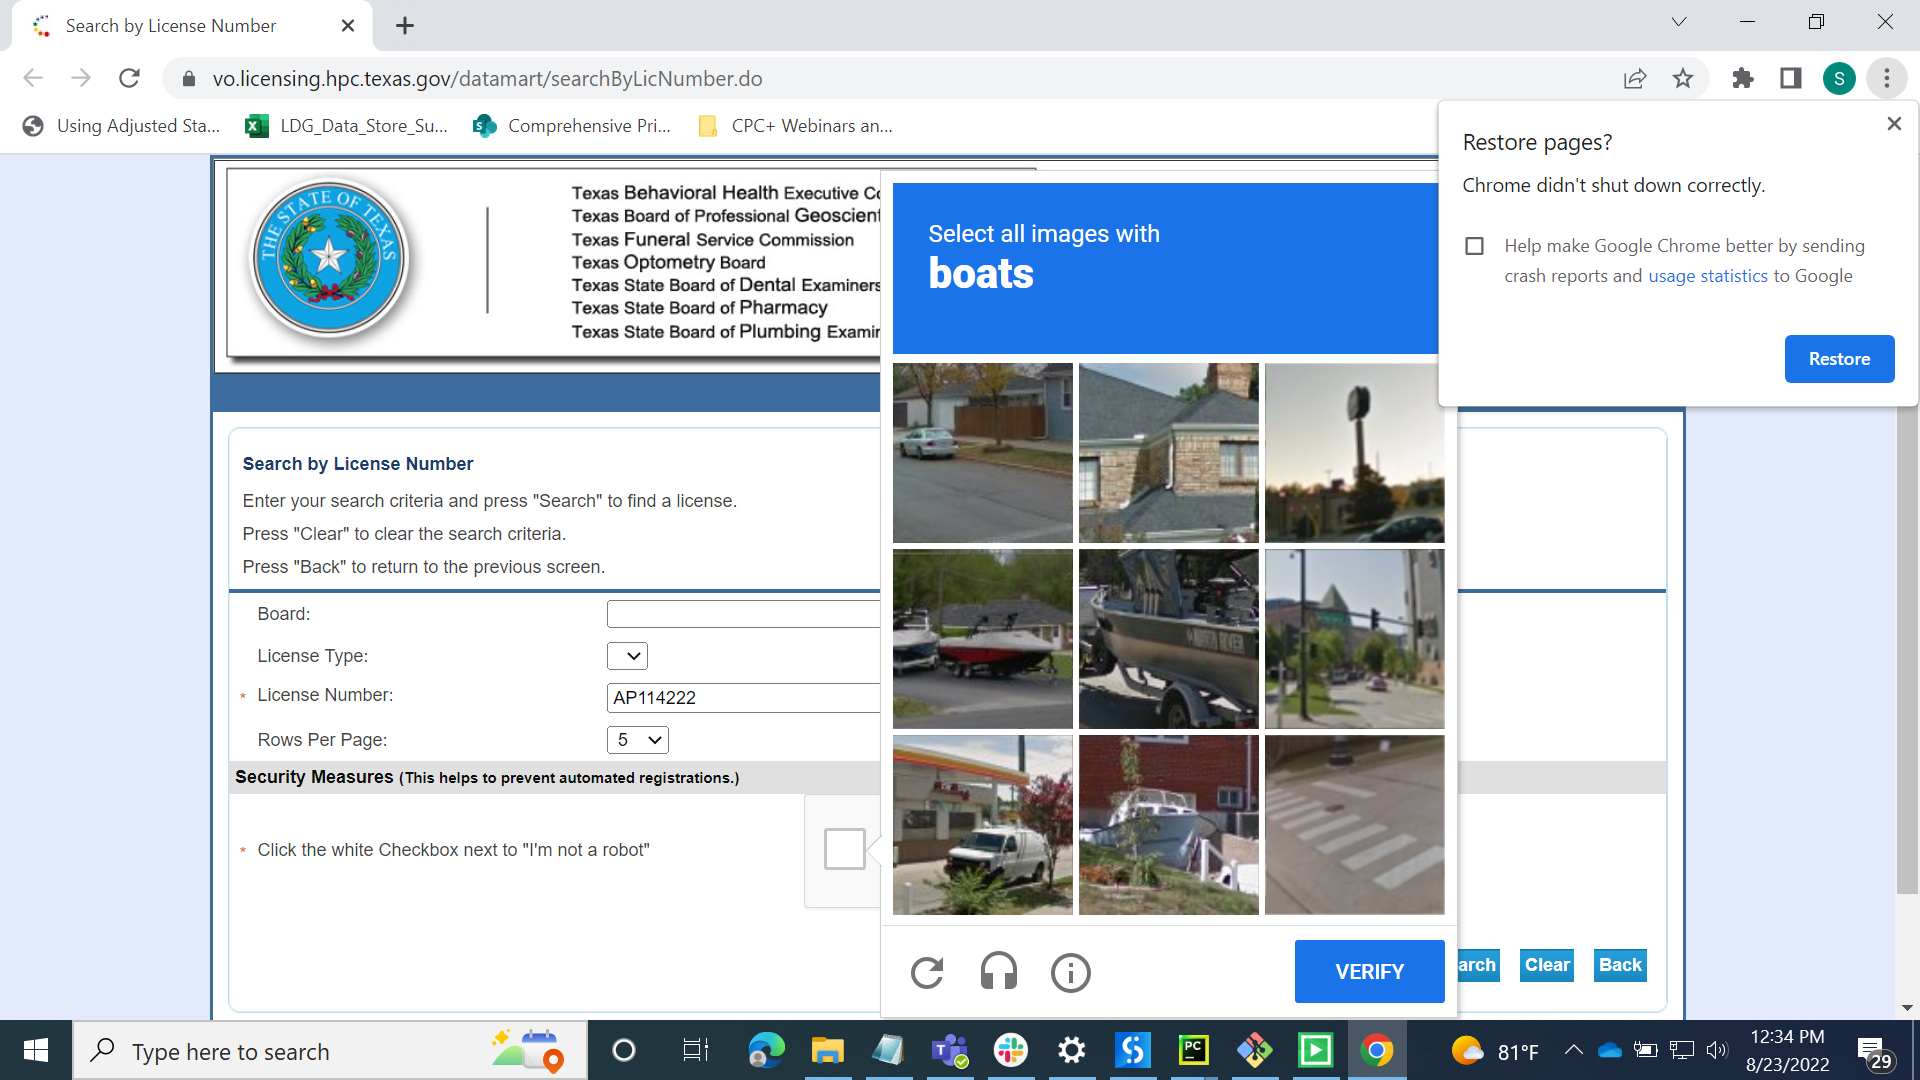 Search by License Number
vo.licensing.hpc.texas.gov/datamart/searchByLicNumber.do
S
Using Adjusted Sta...
LDG_Data_Store_Su...
Comprehensive Pri...
CPC+ Webinars an...
Restore pages?
Chrome didn't shut down correctly.
Help make Google Chrome better by sending
crash reports and usage statistics to Google
Restore
THE STATE OF TEXAS
Texas Behavioral Health Executive Co
Texas Board of Professional Geoscient
Texas Funeral Service Commission
Texas Optometry Board
Texas State Board of Dental Examiners
Texas State Board of Pharmacy
Texas State Board of Plumbing Examin
Select all images with
boats
Search by License Number
Enter your search criteria and press "Search" to find a license.
Press "Clear" to clear the search criteria.
Press "Back" to return to the previous screen.
Board:
License Type:
* License Number:
AP114222
Rows Per Page:
5
Security Measures (This helps to prevent automated registrations.)
* Click the white Checkbox next to "I'm not a robot"
VERIFY
arch
Clear
Back
Type here to search
PC
81°F
12:34 PM
8/23/2022
29